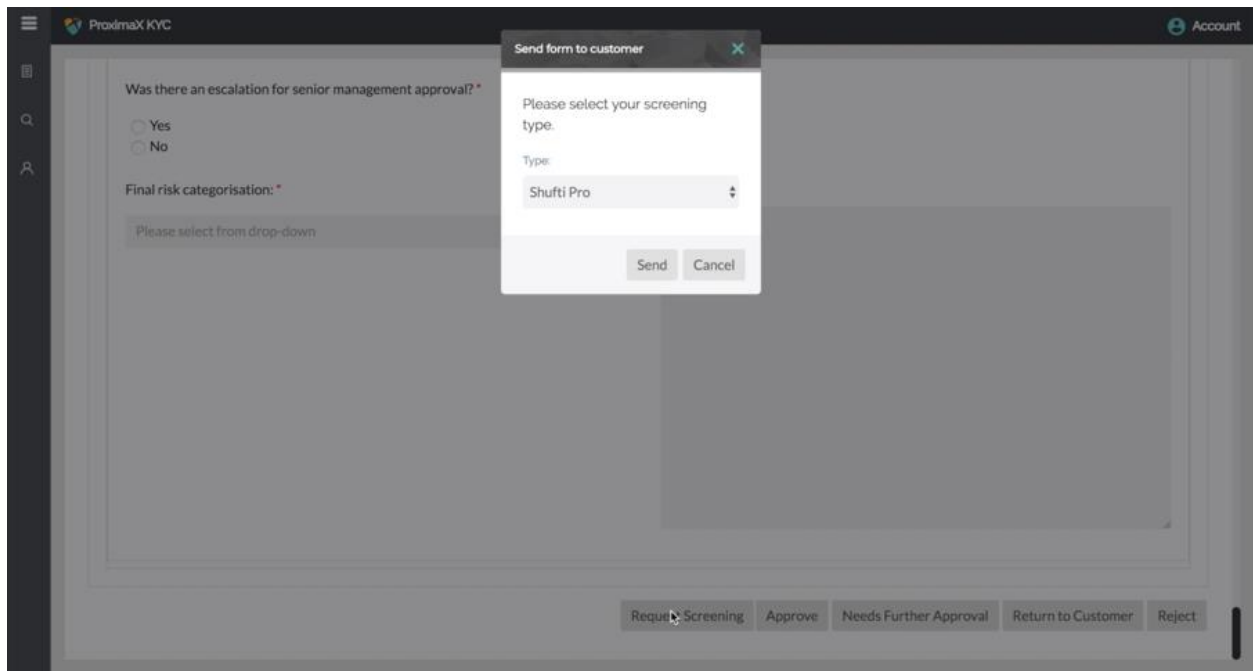 ProximaX KYC
Account
Send form to customer
Please select your screening
type.
Type:
Shufti Pro
Send Cancel
Was there an escalation for senior management approval? *
Yes
No
Final risk categorisation: *
Please select from drop-down
Request Screening Approve Needs Further Approval Return to Customer Reject